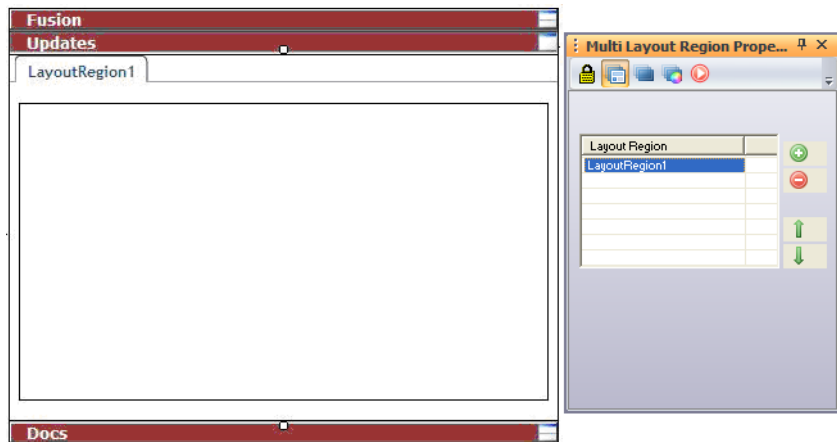 Fusion
Updates
LayoutRegion1
Docs
Multi Layout Region Prope...
Layout Region
LayoutRegion1